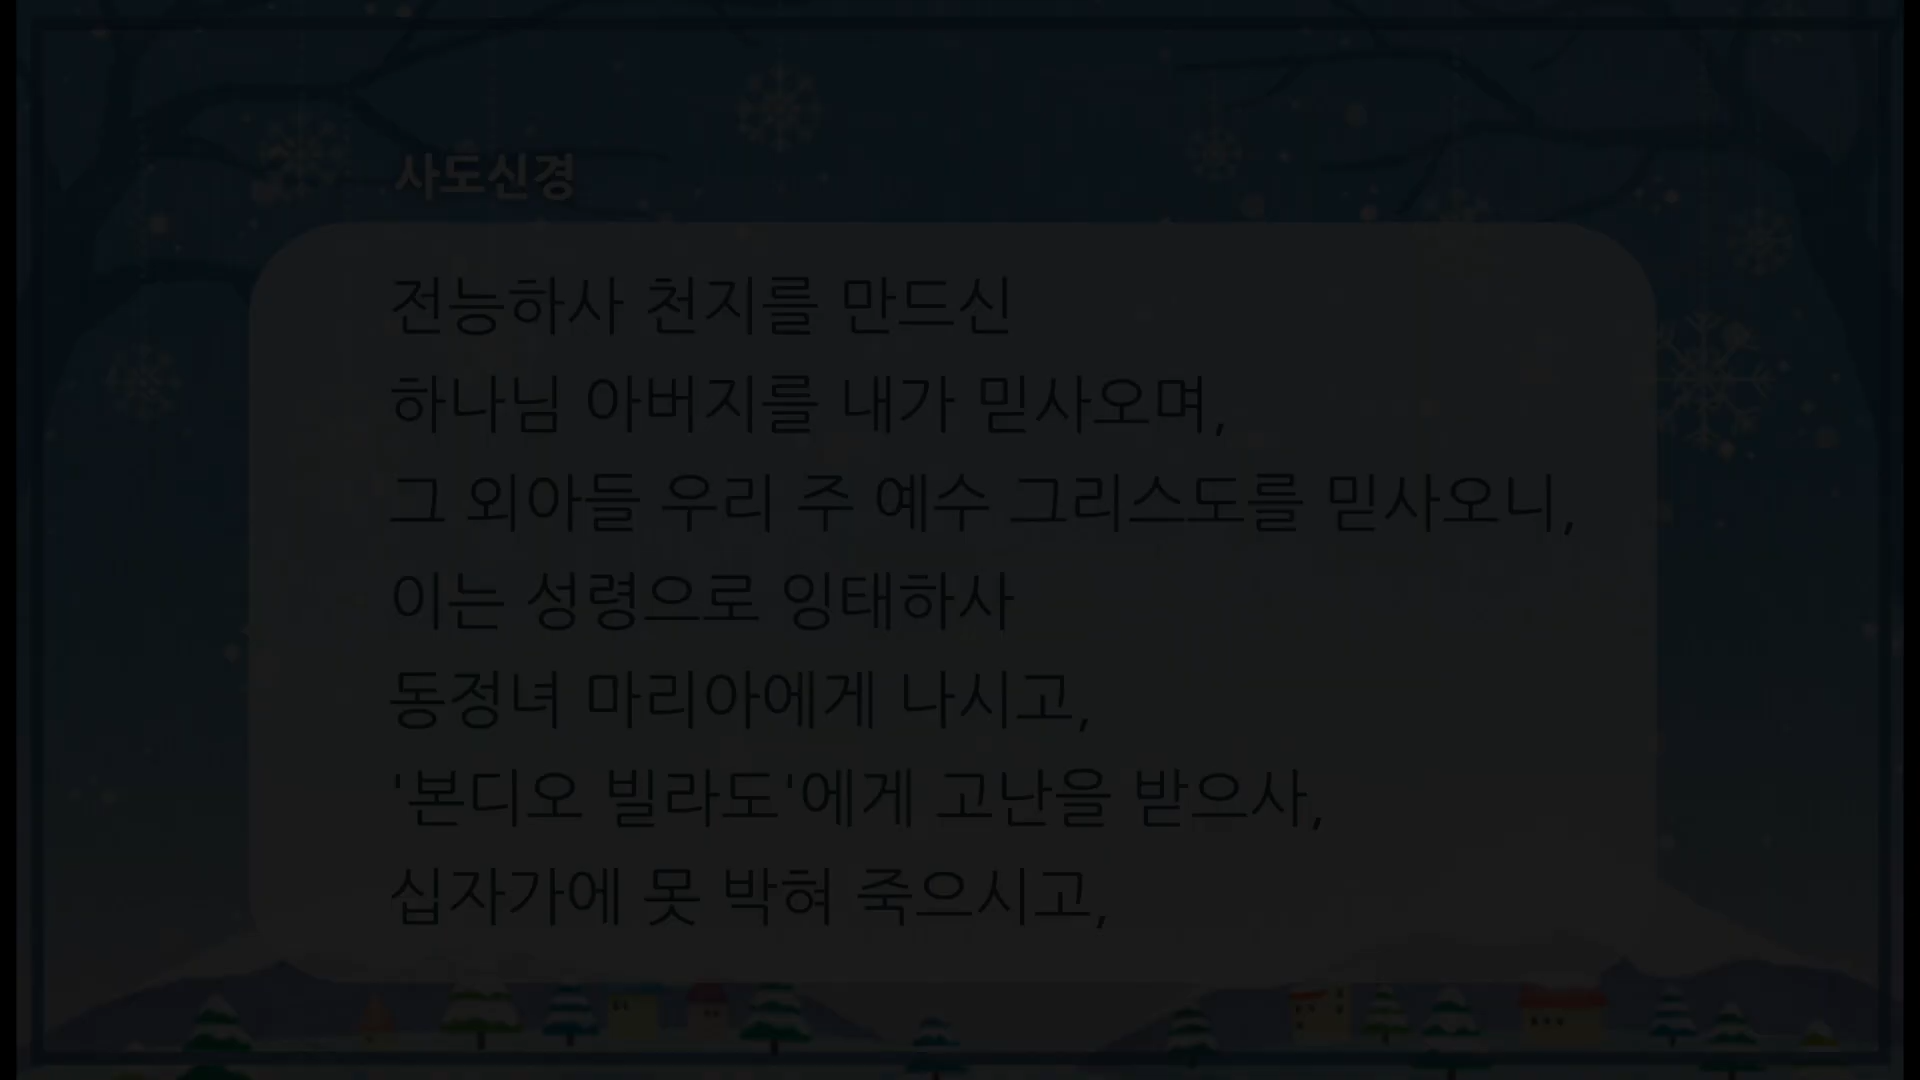 사도신경
전능하사 천지를 만드신
하나님 아버지를 내가 믿사오며,
그 외아들 우리 주 예수 그리스도를 믿사오니,
이는 성령으로 잉태하사
동정녀 마리아에게 나시고,
'본디오 빌라도'에게 고난을 받으사,
십자가에 못 박혀 죽으시고,